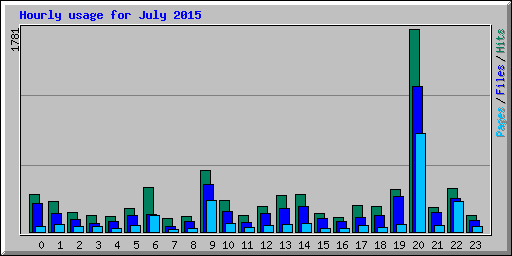 Hourly usage for July 2015
1781
Pages / Files / Hits
0 1 2 3 4 5 6 7 8 9 10 11 12 13 14 15 16 17 18 19 20 21 22 23